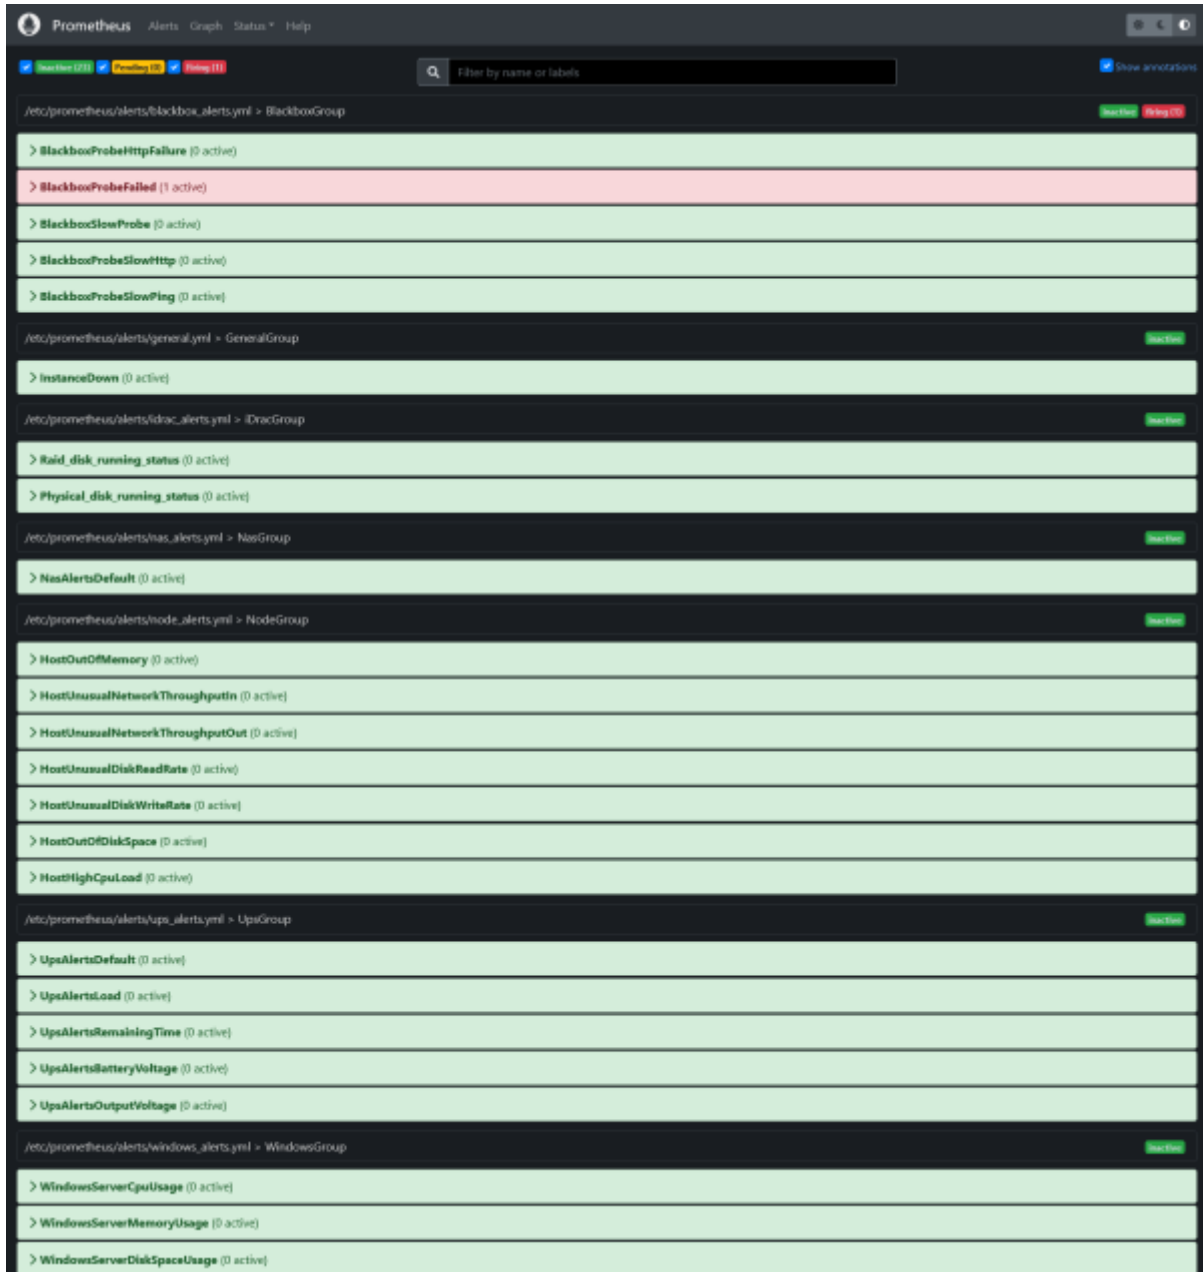 Prometheus Alerts Graph Status Help
Inactive (23) Pending (0) Firing (1)
Filter by name or labels
Show annotations
/etc/prometheus/alerts/blackbox_alerts.yml > BlackboxGroup
Inactive Firing (1)
BlackboxProbeHttpFailure (0 active)
BlackboxProbeFailed (1 active)
BlackboxSlowProbe (0 active)
BlackboxProbeSlowHttp (0 active)
BlackboxProbeSlowPing (0 active)
/etc/prometheus/alerts/general.yml > GeneralGroup
Inactive
InstanceDown (0 active)
/etc/prometheus/alerts/idrac_alerts.yml > iDracGroup
Inactive
Raid_disk_running_status (0 active)
Physical_disk_running_status (0 active)
/etc/prometheus/alerts/nas_alerts.yml > NasGroup
Inactive
NasAlertsDefault (0 active)
/etc/prometheus/alerts/node_alerts.yml > NodeGroup
Inactive
HostOutOfMemory (0 active)
HostUnusualNetworkThroughputIn (0 active)
HostUnusualNetworkThroughputOut (0 active)
HostUnusualDiskReadRate (0 active)
HostUnusualDiskWriteRate (0 active)
HostOutOfDiskSpace (0 active)
HostHighCpuLoad (0 active)
/etc/prometheus/alerts/ups_alerts.yml > UpsGroup
Inactive
UpsAlertsDefault (0 active)
UpsAlertsLoad (0 active)
UpsAlertsRemainingTime (0 active)
UpsAlertsBatteryVoltage (0 active)
UpsAlertsOutputVoltage (0 active)
/etc/prometheus/alerts/windows_alerts.yml > WindowsGroup
Inactive
WindowsServerCpuUsage (0 active)
WindowsServerMemoryUsage (0 active)
WindowsServerDiskSpaceUsage (0 active)